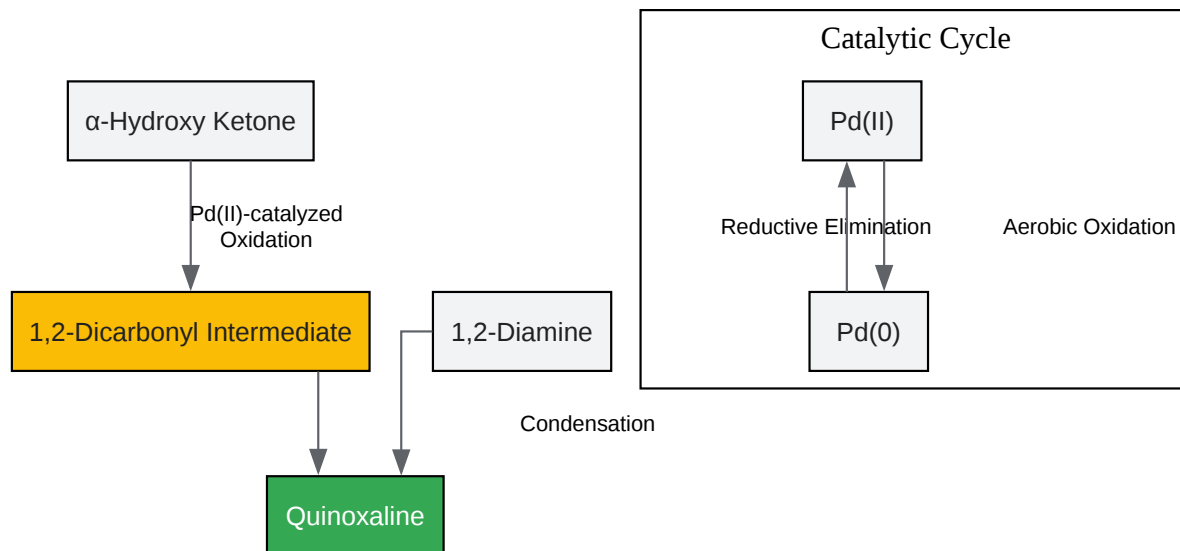 Catalytic Cycle
α-Hydroxy Ketone
Pd(II)
Pd(II)-catalyzed
Oxidation
Reductive Elimination
Aerobic Oxidation
1,2-Dicarbonyl Intermediate
1,2-Diamine
Pd(0)
Condensation
Quinoxaline